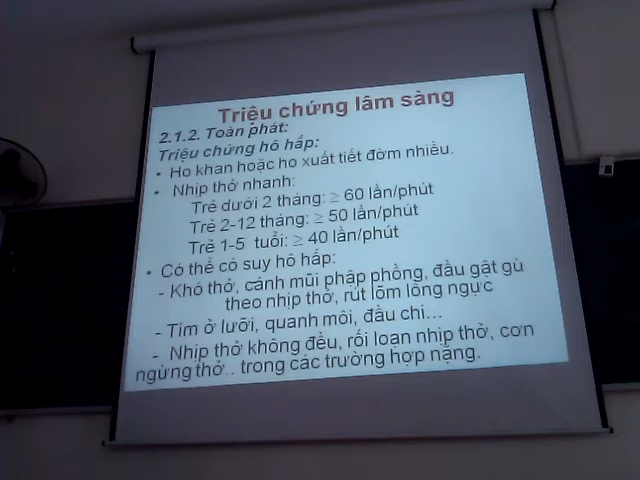 Triệu chứng lâm sàng
2.1.2. Toàn phát:
Triệu chứng hô hấp:
• Ho khan hoặc ho xuất tiết đờm nhiều.
• Nhịp thở nhanh:
Trẻ dưới 2 tháng: ≥ 60 lần/phút
Trẻ 2-12 tháng: ≥ 50 lần/phút
Trẻ 1-5 tuổi: ≥ 40 lần/phút
• Có thể có suy hô hấp:
- Khó thở, cánh mũi phập phồng, đầu gật gù
theo nhịp thở, rút lõm lồng ngực
- Tím ở lưỡi, quanh môi, đầu chi...
- Nhịp thở không đều, rối loạn nhịp thở, cơn
ngừng thở.. trong các trường hợp nặng.